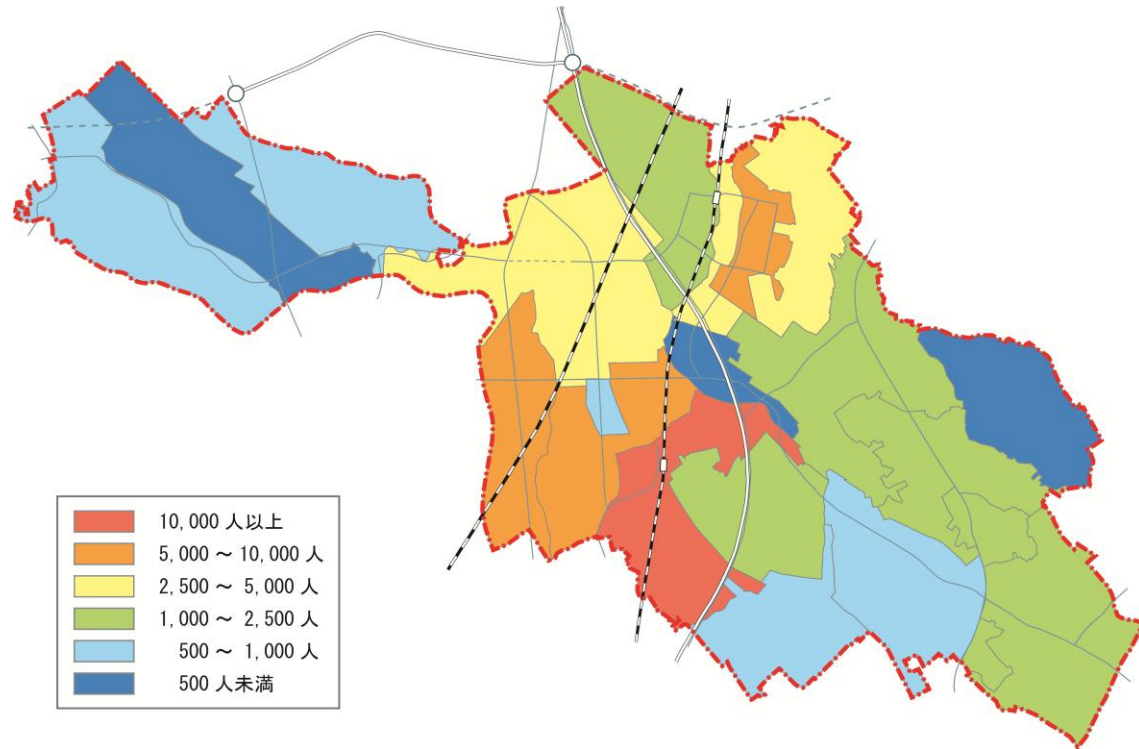 10,000 人以上
5,000 ～ 10,000 人
2,500 ～ 5,000 人
1,000 ～ 2,500 人
500 ～ 1,000 人
500 人未満